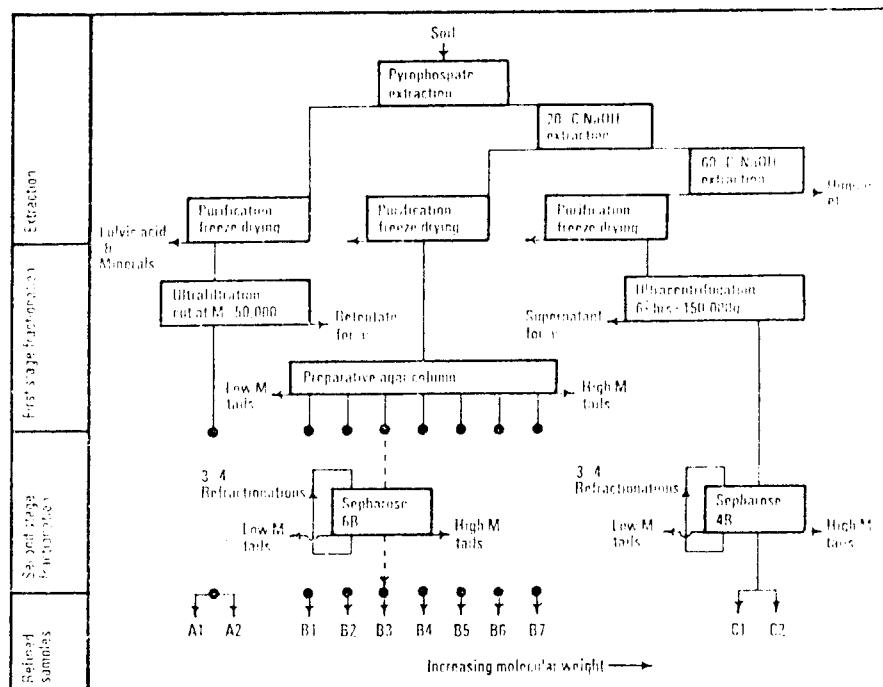 Soil
Pyrophospate
extraction
20° C NaOH
extraction
60° C NaOH
extraction
Purification
freeze drying
Purification
freeze drying
Purification
freeze drying
Fulvic acid
&
Minerals
Ultrafiltration
cut at M 50,000
Retentate
for
Ultracentrifugation
hrs 150 000g
Supernatant
for
Preparative agar column
Low M
tails
High M
tails
3 4
Refractionations
Sepharose
6B
Low M
tails
High M
tails
3 4
Refractionations
Sepharose
4B
Low M
tails
High M
tails
A1 A2 B1 B2 B3 B4 B5 B6 B7 C1 C2
Increasing molecular weight
Extraction
First stage fractionation
Second stage
fractionation
Refined
samples